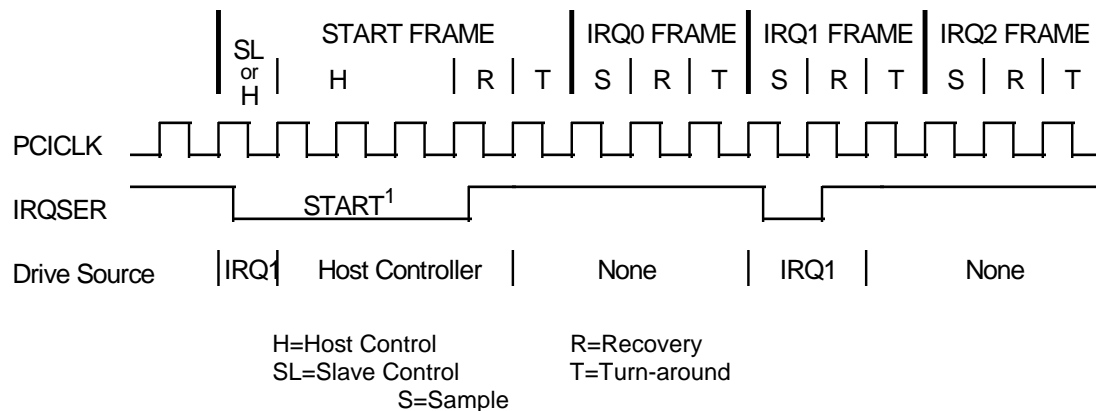 SL
or
H
START FRAME
H
R
T
IRQ0 FRAME
S
R
T
IRQ1 FRAME
S
R
T
IRQ2 FRAME
S
R
T
PCICLK
IRQSER
START1
Drive Source
IRQ1
Host Controller
None
IRQ1
None
H=Host Control
R=Recovery
SL=Slave Control
T=Turn-around
S=Sample